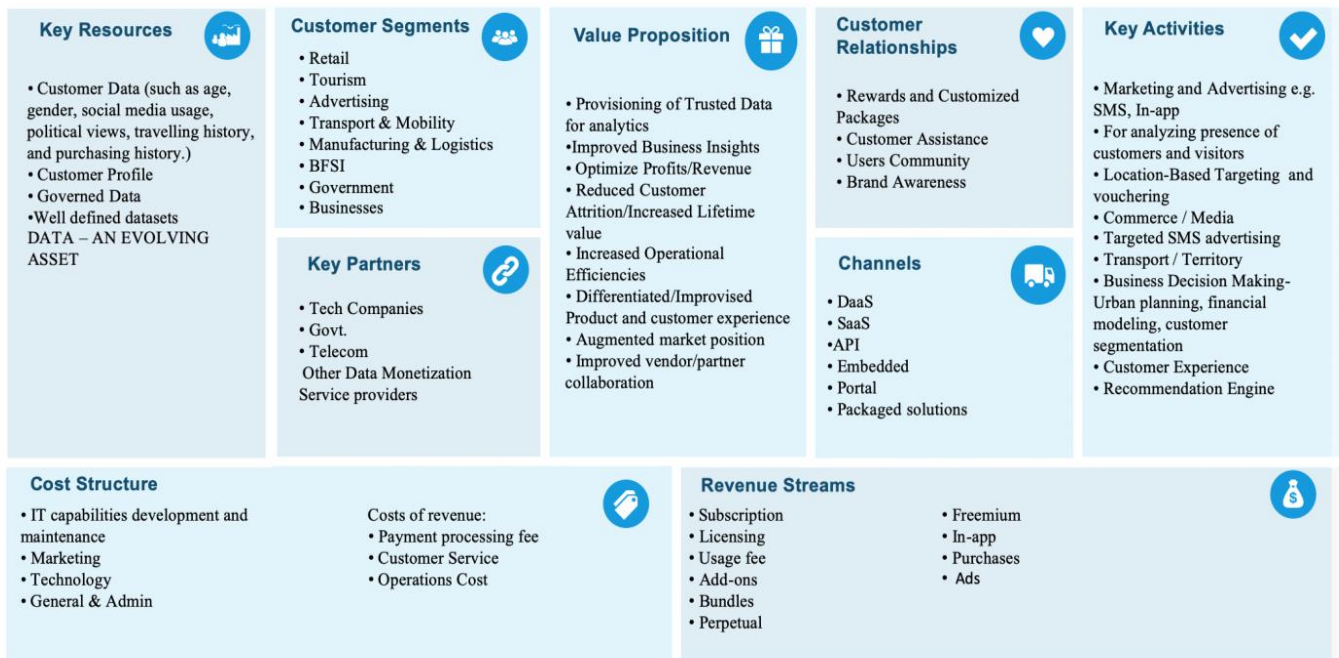 Key Resources
• Customer Data (such as age,
gender, social media usage,
political views, travelling history,
and purchasing history.)
• Customer Profile
• Governed Data
•Well defined datasets
DATA – AN EVOLVING
ASSET
Customer Segments
• Retail
• Tourism
• Advertising
• Transport & Mobility
• Manufacturing & Logistics
• BFSI
• Government
• Businesses
Key Partners
• Tech Companies
• Govt.
• Telecom
Other Data Monetization
Service providers
Value Proposition
• Provisioning of Trusted Data
for analytics
•Improved Business Insights
• Optimize Profits/Revenue
• Reduced Customer
Attrition/Increased Lifetime
value
• Increased Operational
Efficiencies
• Differentiated/Improvised
Product and customer experience
• Augmented market position
• Improved vendor/partner
collaboration
Customer
Relationships
• Rewards and Customized
Packages
• Customer Assistance
• Users Community
• Brand Awareness
Channels
• DaaS
• SaaS
•API
• Embedded
• Portal
• Packaged solutions
Key Activities
• Marketing and Advertising e.g.
SMS, In-app
• For analyzing presence of
customers and visitors
• Location-Based Targeting and
vouchering
• Commerce / Media
• Targeted SMS advertising
• Transport / Territory
• Business Decision Making-
Urban planning, financial
modeling, customer
segmentation
• Customer Experience
• Recommendation Engine
Cost Structure
• IT capabilities development and
maintenance
• Marketing
• Technology
• General & Admin
Costs of revenue:
• Payment processing fee
• Customer Service
• Operations Cost
Revenue Streams
• Subscription
• Licensing
• Usage fee
• Add-ons
• Bundles
• Perpetual
• Freemium
• In-app
• Purchases
• Ads
$